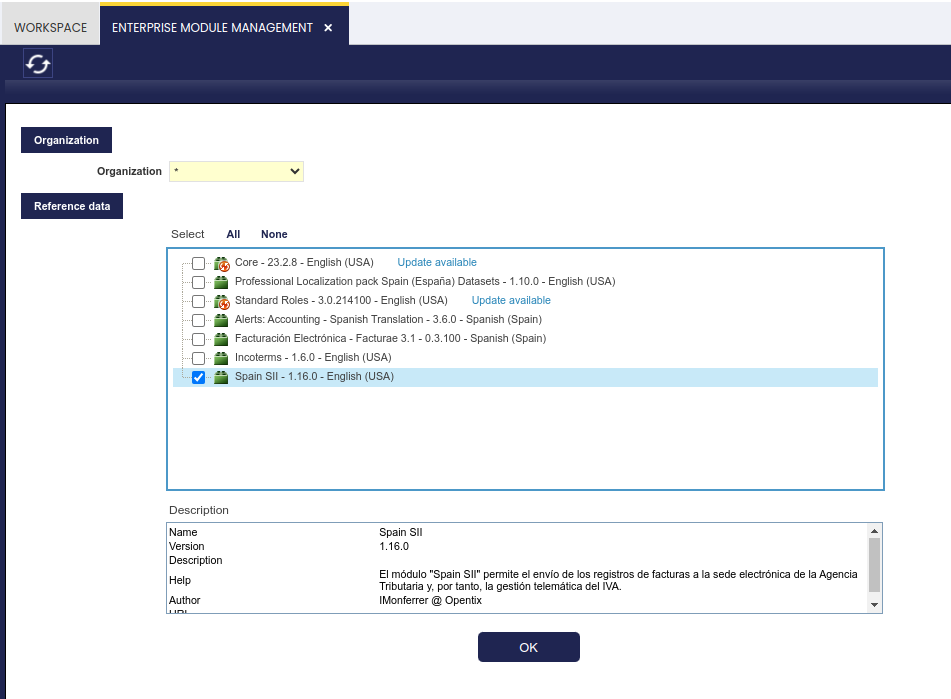 WORKSPACE ENTERPRISE MODULE MANAGEMENT ×
Organization
Organization *
Reference data
Select All None
Core - 23.2.8 - English (USA) Update available
Professional Localization pack Spain (España) Datasets - 1.10.0 - English (USA)
Standard Roles - 3.0.214100 - English (USA) Update available
Alerts: Accounting - Spanish Translation - 3.6.0 - Spanish (Spain)
Facturación Electrónica - Facturae 3.1 - 0.3.100 - Spanish (Spain)
Incoterms - 1.6.0 - English (USA)
Spain SII - 1.16.0 - English (USA)
Description
Name Spain SII
Version 1.16.0
Description
Help El módulo "Spain SII" permite el envío de los registros de facturas a la sede electrónica de la Agencia
Tributaria y, por tanto, la gestión telemática del IVA.
Author IMonferrer @ Opentix
OK